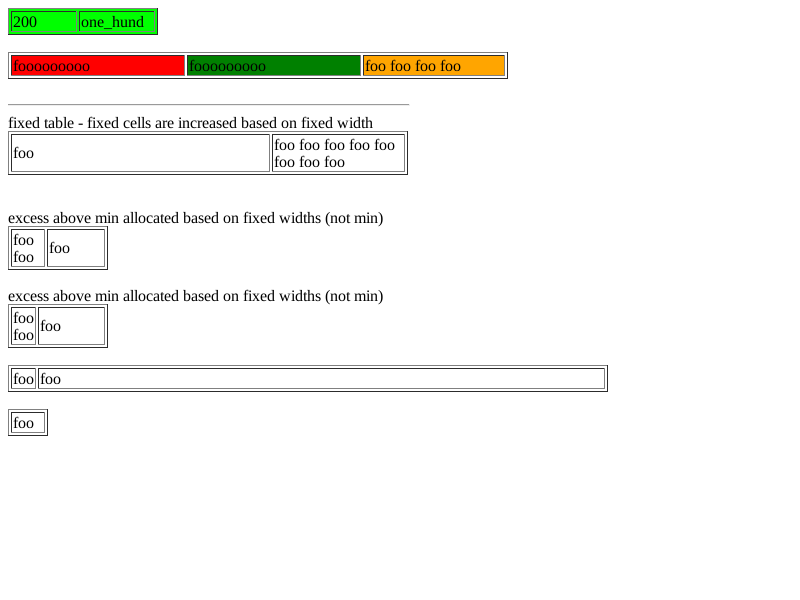 200 one_hund
fooooooooo fooooooooo foo foo foo foo
fixed table - fixed cells are increased based on fixed width
foo foo foo foo foo foo
foo foo foo
excess above min allocated based on fixed widths (not min)
foo
foo
foo
excess above min allocated based on fixed widths (not min)
foo
foo
foo
foo foo
foo